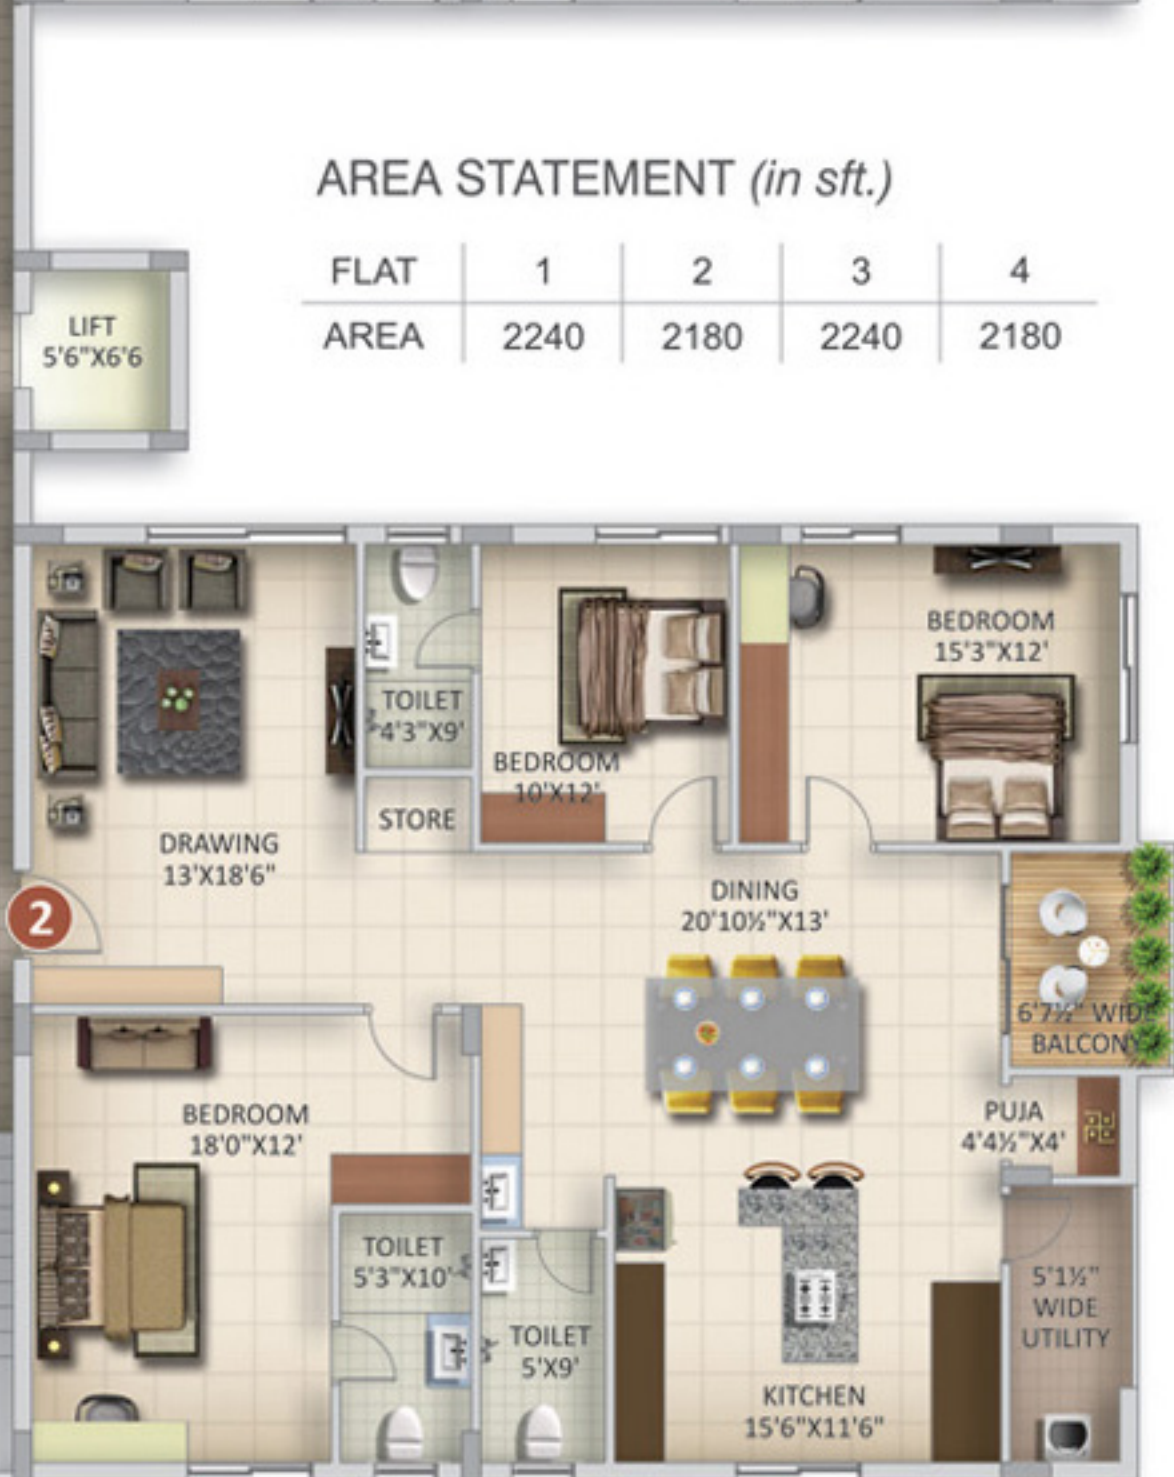 AREA STATEMENT (in sft.)
FLAT 1 2 3 4
AREA 2240 2180 2240 2180
LIFT
5'6"X6'6
TOILET
4'3"X9'
STORE
BEDROOM
10'X12'
BEDROOM
15'3"X12'
DRAWING
13'X18'6"
2
DINING
20'10½"X13'
6'7½" WIDE
BALCONY
BEDROOM
18'0"X12'
PUJA
4'4½"X4'
TOILET
5'3"X10'
TOILET
5'X9'
5'1½"
WIDE
UTILITY
KITCHEN
15'6"X11'6"